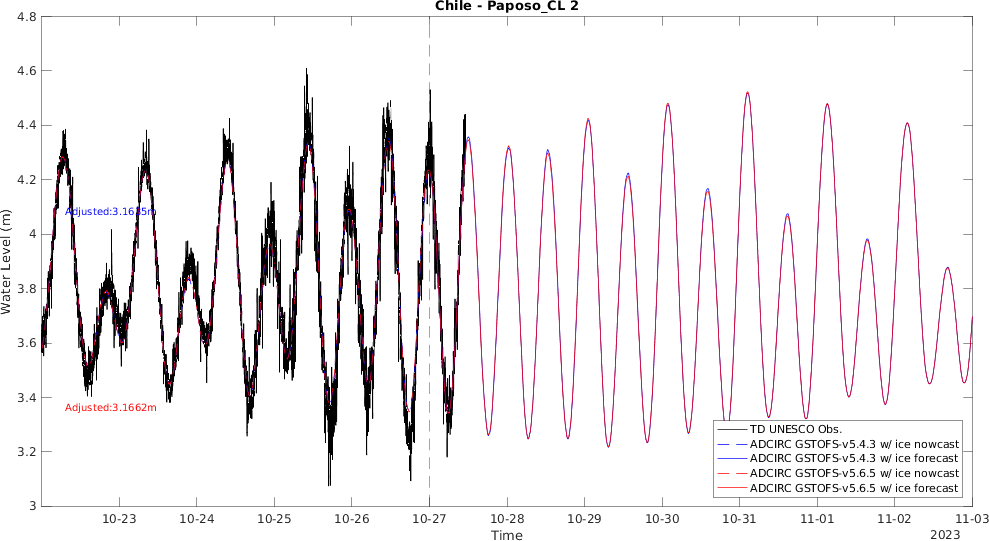 Chile - Paposo_CL 2
Water Level (m)
4.8
4.6
4.4
4.2
4
3.8
3.6
3.4
3.2
3
Adjusted:3.1635m
Adjusted:3.1662m
TD UNESCO Obs.
ADCIRC GSTOFS-v5.4.3 w/ ice nowcast
ADCIRC GSTOFS-v5.4.3 w/ ice forecast
ADCIRC GSTOFS-v5.6.5 w/ ice nowcast
ADCIRC GSTOFS-v5.6.5 w/ ice forecast
10-23 10-24 10-25 10-26 10-27 10-28 10-29 10-30 10-31 11-01 11-02 11-03
Time
2023